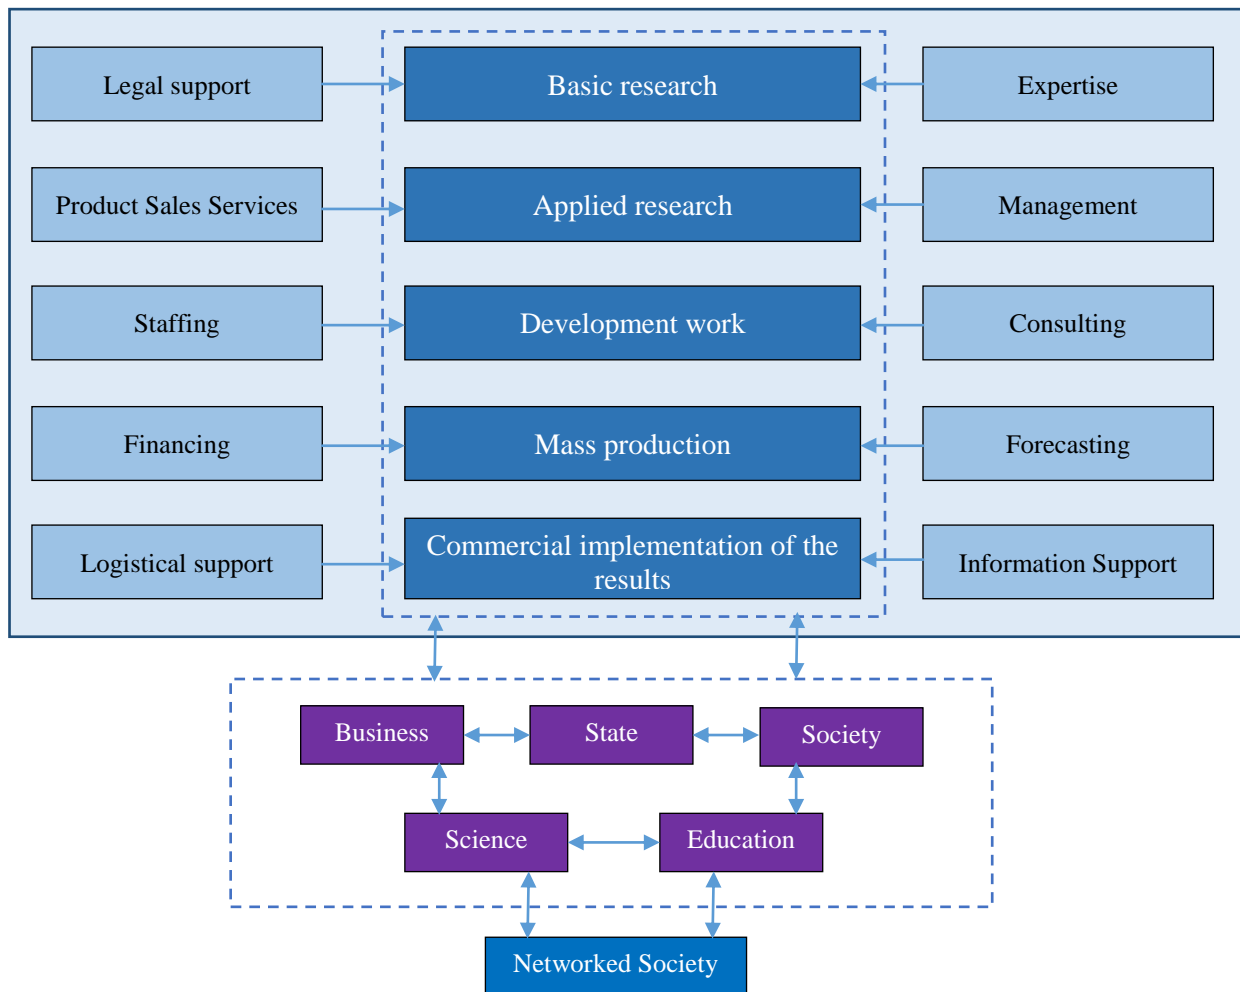 Legal support
Basic research
Expertise
Product Sales Services
Applied research
Management
Staffing
Development work
Consulting
Financing
Mass production
Forecasting
Logistical support
Commercial implementation of the
results
Information Support
Business
State
Society
Science
Education
Networked Society